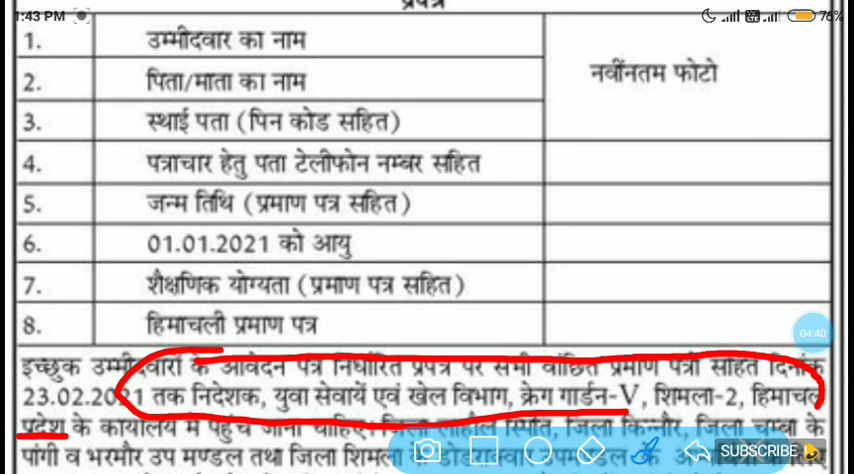 प्रपत्र
1:43 PM
76%
1. उम्मीदवार का नाम
नवींनतम फोटो
2. पिता/माता का नाम
3. स्थाई पता (पिन कोड सहित)
4. पत्राचार हेतु पता टेलीफोन नम्बर सहित
5. जन्म तिथि (प्रमाण पत्र सहित)
6. 01.01.2021 को आयु
7. शैक्षणिक योग्यता (प्रमाण पत्र सहित)
8. हिमाचली प्रमाण पत्र
04:40
इच्छुक उम्मीदवारों के आवेदन पत्र निर्धारित प्रपत्र पर सभी वांछित प्रमाण पत्रों सहित दिनांक
23.02.2021 तक निदेशक, युवा सेवायें एवं खेल विभाग, क्रेग गार्डन-V, शिमला-2, हिमाचल
प्रदेश के कार्यालय में पहुंच जाना चाहिए। जिला लाहौल स्पिति, जिला किन्नौर, जिला चम्बा के
पांगी व भरमौर उप मण्डल तथा जिला शिमला के डोडराक्वार उपमण्डल के
SUBSCRIBE